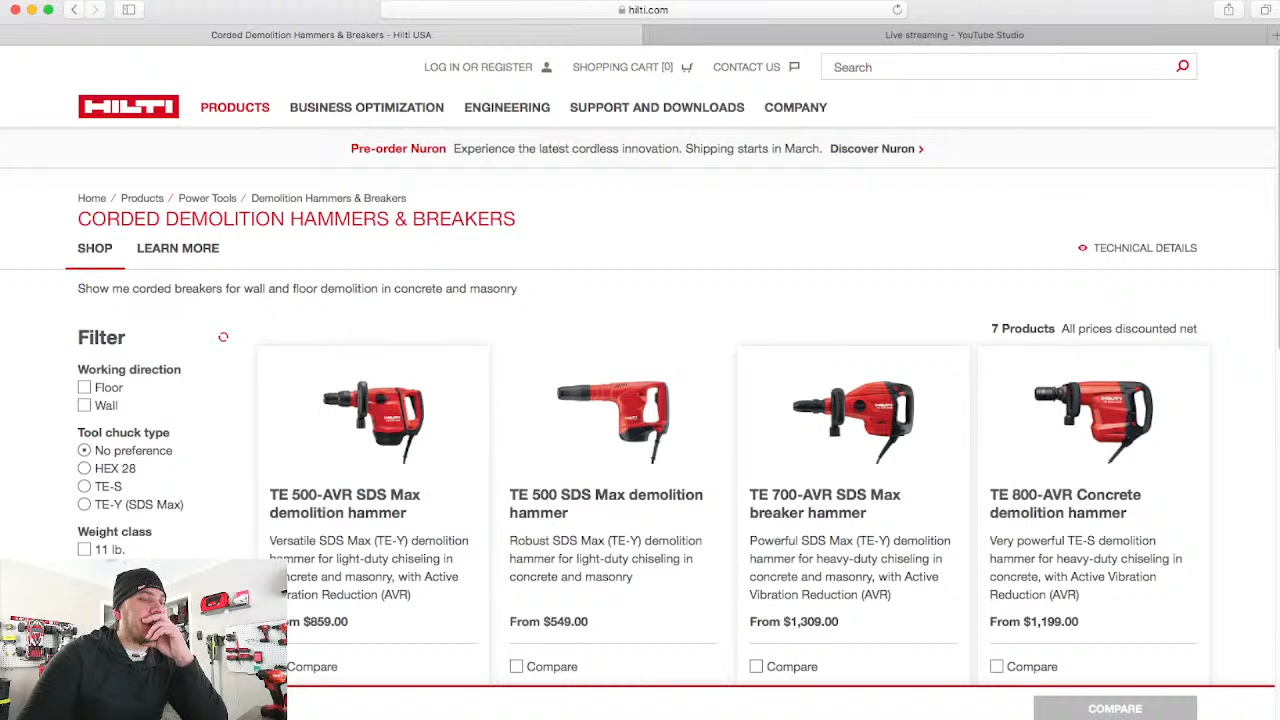 hilti.com
Corded Demolition Hammers & Breakers - Hilti USA
Live streaming - YouTube Studio
LOG IN OR REGISTER
SHOPPING CART [0]
CONTACT US
Search
HILTI
PRODUCTS
BUSINESS OPTIMIZATION
ENGINEERING
SUPPORT AND DOWNLOADS
COMPANY
Pre-order Nuron Experience the latest cordless innovation. Shipping starts in March. Discover Nuron
Home / Products / Power Tools / Demolition Hammers & Breakers
CORDED DEMOLITION HAMMERS & BREAKERS
SHOP
LEARN MORE
TECHNICAL DETAILS
Show me corded breakers for wall and floor demolition in concrete and masonry
Filter
7 Products All prices discounted net
Working direction
Floor
Wall
Tool chuck type
No preference
HEX 28
TE-S
TE-Y (SDS Max)
Weight class
11 lb.
TE 500-AVR SDS Max
demolition hammer
Versatile SDS Max (TE-Y) demolition
hammer for light-duty chiseling in
concrete and masonry, with Active
Reduction (AVR)
$859.00
Compare
TE 500 SDS Max demolition
hammer
Robust SDS Max (TE-Y) demolition
hammer for light-duty chiseling in
concrete and masonry
From $549.00
Compare
TE 700-AVR SDS Max
breaker hammer
Powerful SDS Max (TE-Y) demolition
hammer for heavy-duty chiseling in
concrete and masonry, with Active
Vibration Reduction (AVR)
From $1,309.00
Compare
TE 800-AVR Concrete
demolition hammer
Very powerful TE-S demolition
hammer for heavy-duty chiseling in
concrete, with Active Vibration
Reduction (AVR)
From $1,199.00
Compare
COMPARE